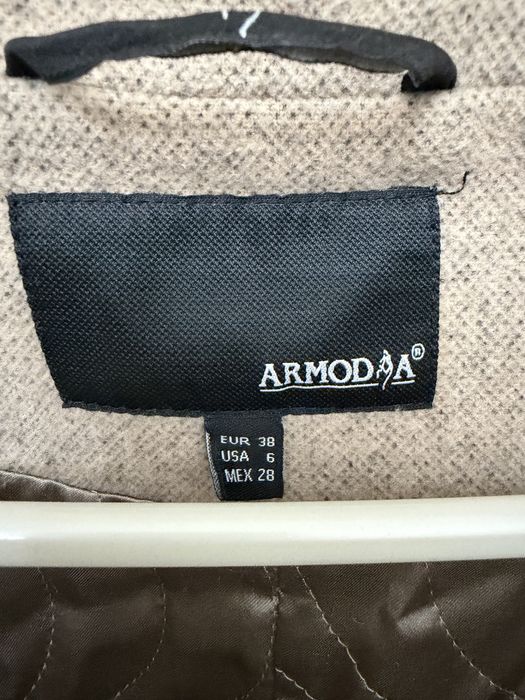 ARMODA®
EUR 38
USA 6
MEX 28